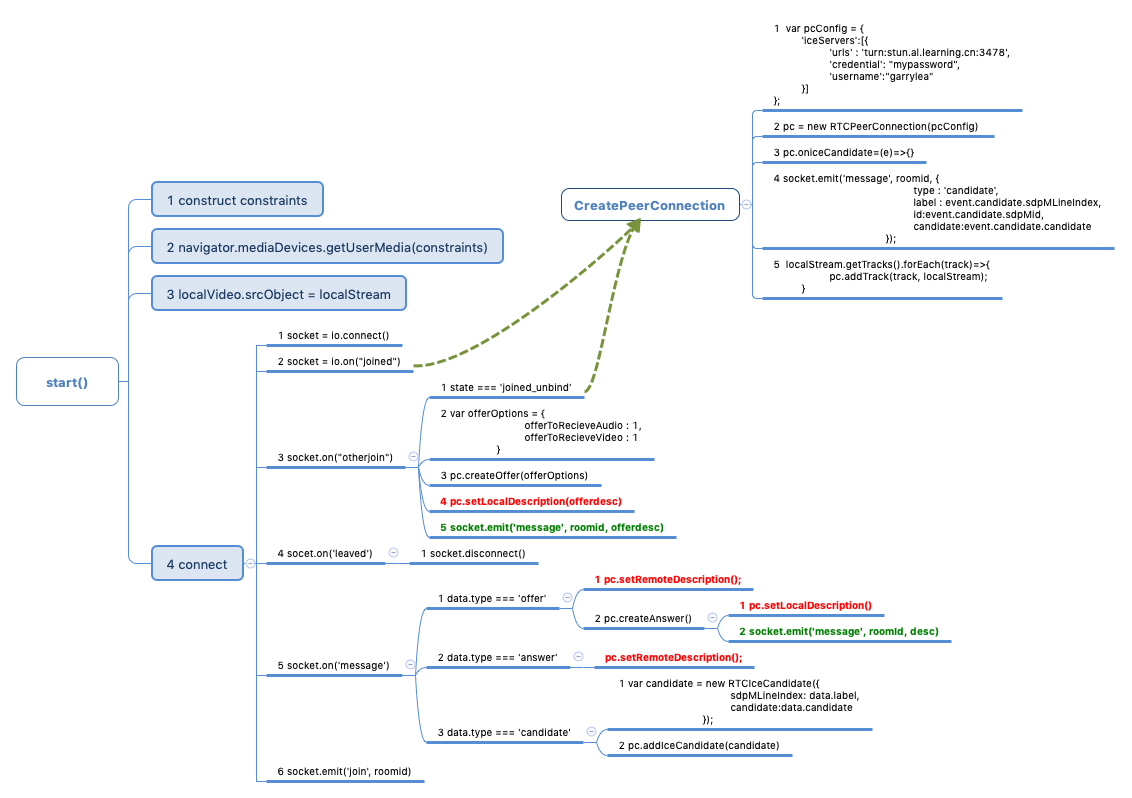 start()
1 construct constraints
2 navigator.mediaDevices.getUserMedia(constraints)
3 localVideo.srcObject = localStream
4 connect
1 socket = io.connect()
2 socket = io.on("joined")
3 socket.on("otherjoin")
1 state === 'joined_unbind'
2 var offerOptions = {
offerToRecieveAudio : 1,
offerToRecieveVideo : 1
}
3 pc.createOffer(offerOptions)
4 pc.setLocalDescription(offerdesc)
5 socket.emit('message', roomid, offerdesc)
4 socet.on('leaved')
1 socket.disconnect()
5 socket.on('message')
1 data.type === 'offer'
1 pc.setRemoteDescription();
2 pc.createAnswer()
1 pc.setLocalDescription()
2 socket.emit('message', roomId, desc)
2 data.type === 'answer'
pc.setRemoteDescription();
3 data.type === 'candidate'
1 var candidate = new RTCIceCandidate({
sdpMLineIndex: data.label,
candidate:data.candidate
});
2 pc.addIceCandidate(candidate)
6 socket.emit('join', roomid)
CreatePeerConnection
1 var pcConfig = {
'iceServers':[{
'urls' : 'turn:stun.al.learning.cn:3478',
'credential': "mypassword",
'username':"garrylea"
}]
};
2 pc = new RTCPeerConnection(pcConfig)
3 pc.oniceCandidate=(e)=>{}
4 socket.emit('message', roomid, {
type : 'candidate',
label : event.candidate.sdpMLineIndex,
id:event.candidate.sdpMid,
candidate:event.candidate.candidate
});
5 localStream.getTracks().forEach(track)=>{
pc.addTrack(track, localStream);
}